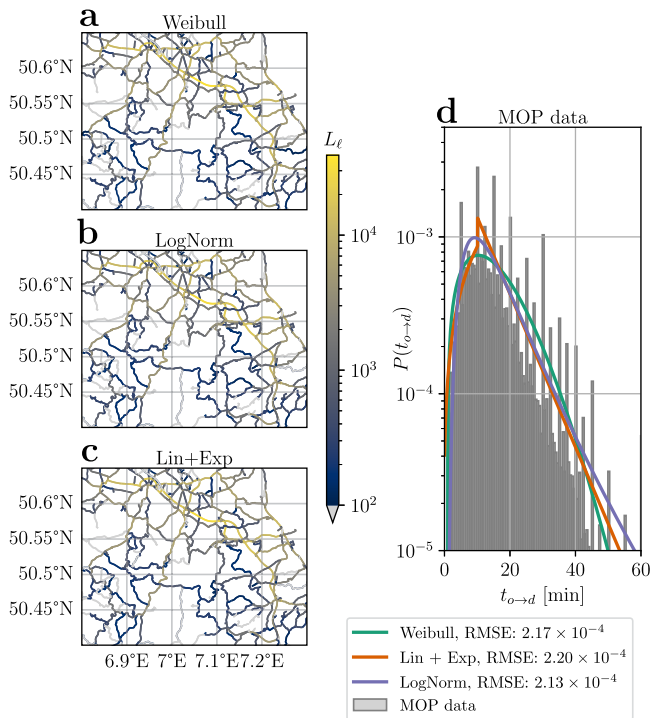 a
Weibull
50.6°N
50.55°N
50.5°N
50.45°N
b
LogNorm
50.6°N
50.55°N
50.5°N
50.45°N
c
Lin+Exp
50.6°N
50.55°N
50.5°N
50.45°N
6.9°E 7°E 7.1°E 7.2°E
L_ℓ
10^4
10^3
10^2
d
MOP data
P(t_{o→d})
10^{-3}
10^{-4}
10^{-5}
0 20 40 60
t_{o→d} [min]
Weibull, RMSE: 2.17 × 10^{-4}
Lin + Exp, RMSE: 2.20 × 10^{-4}
LogNorm, RMSE: 2.13 × 10^{-4}
MOP data